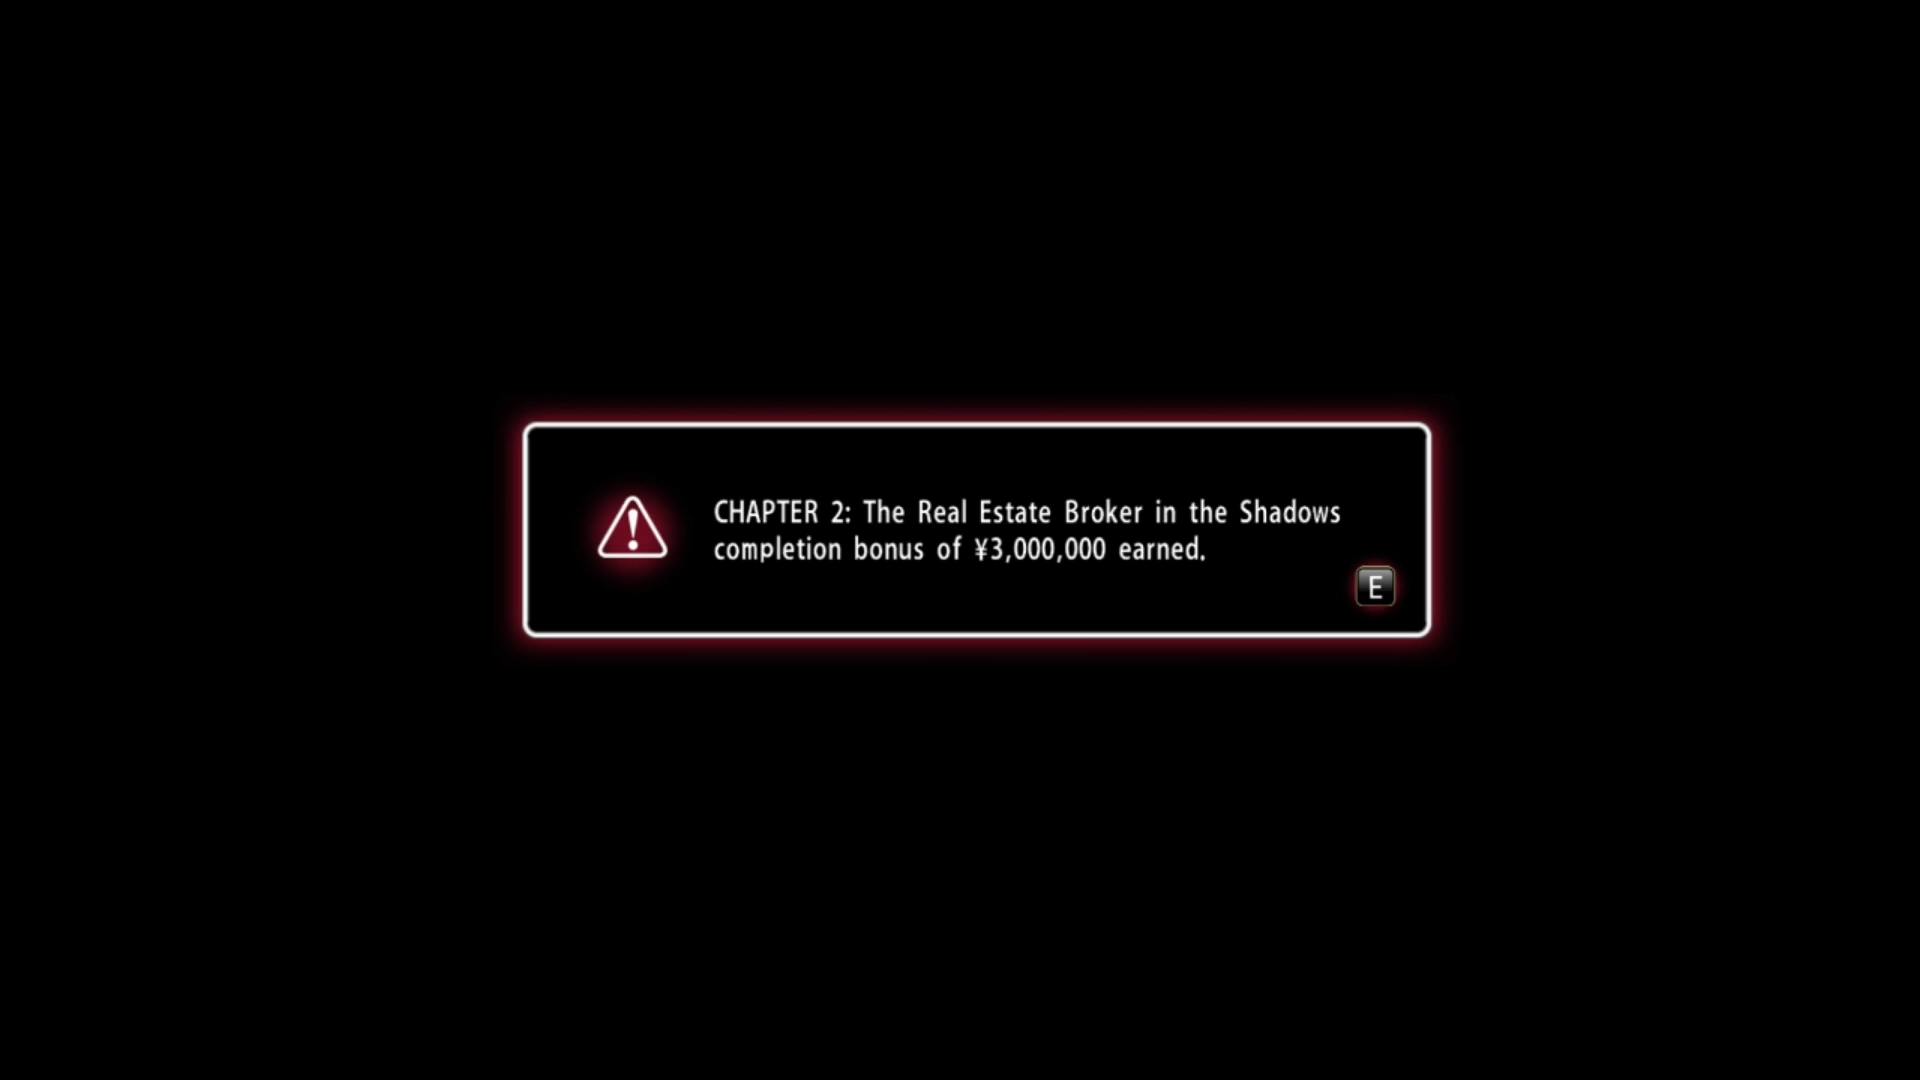 CHAPTER 2: The Real Estate Broker in the Shadows
completion bonus of ¥3,000,000 earned.
E